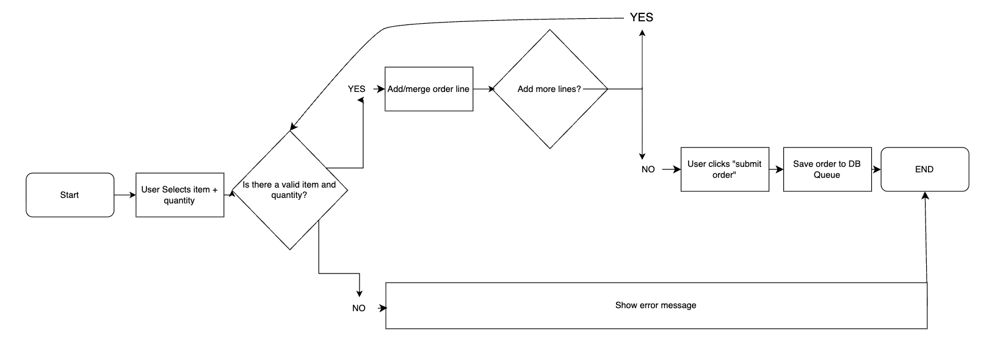 YES
YES
Add/merge order line
Add more lines?
Start
User Selects item +
quantity
Is there a valid item and
quantity?
NO
User clicks "submit
order"
Save order to DB
Queue
END
NO
Show error message